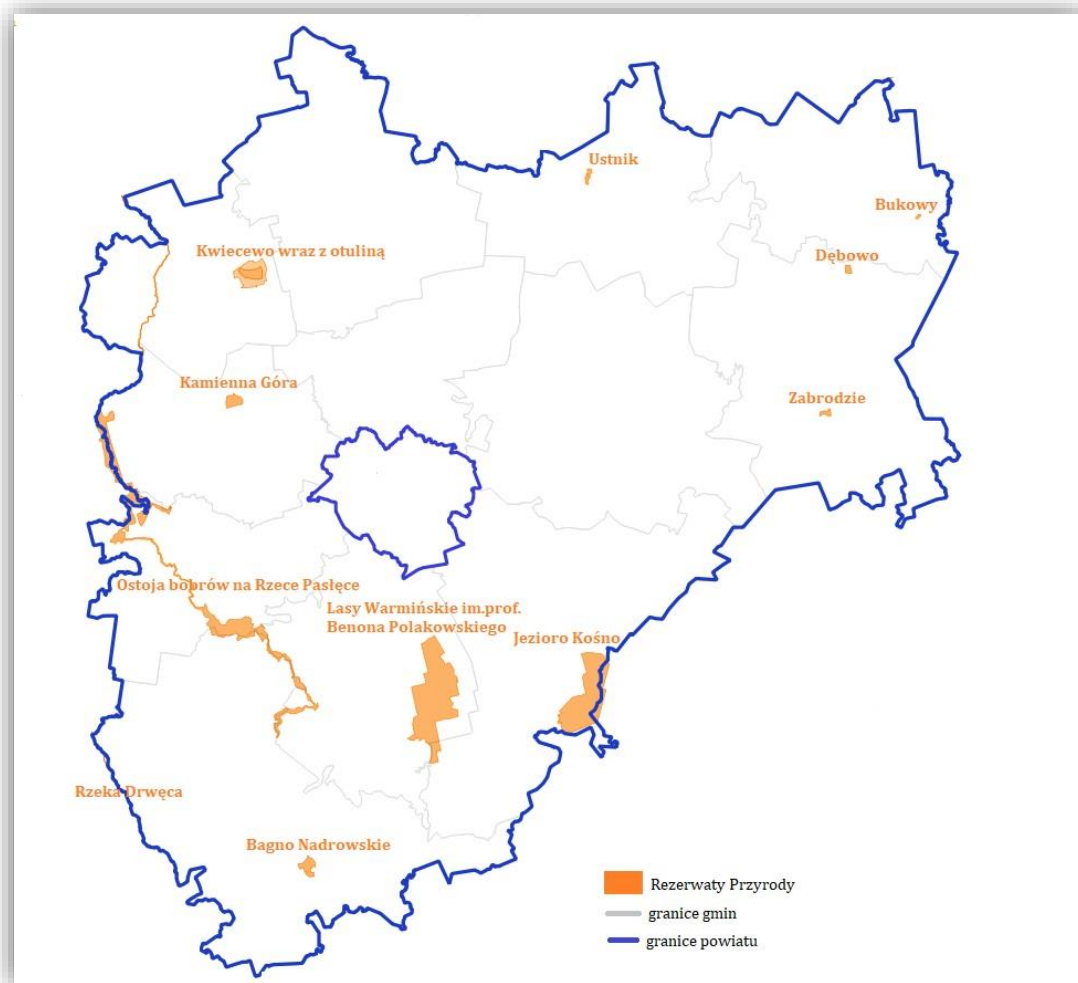 Ustnik
Bukowy
Kwiecewo wraz z otuliną
Dębowo
Kamienna Góra
Zabrodzie
Ostoja bobrów na Rzece Pasłęce
Lasy Warmińskie im.prof.
Benona Polakowskiego
Jezioro Kośno
Rzeka Drwęca
Bagno Nadrowskie
Rezerwaty Przyrody
granice gmin
granice powiatu